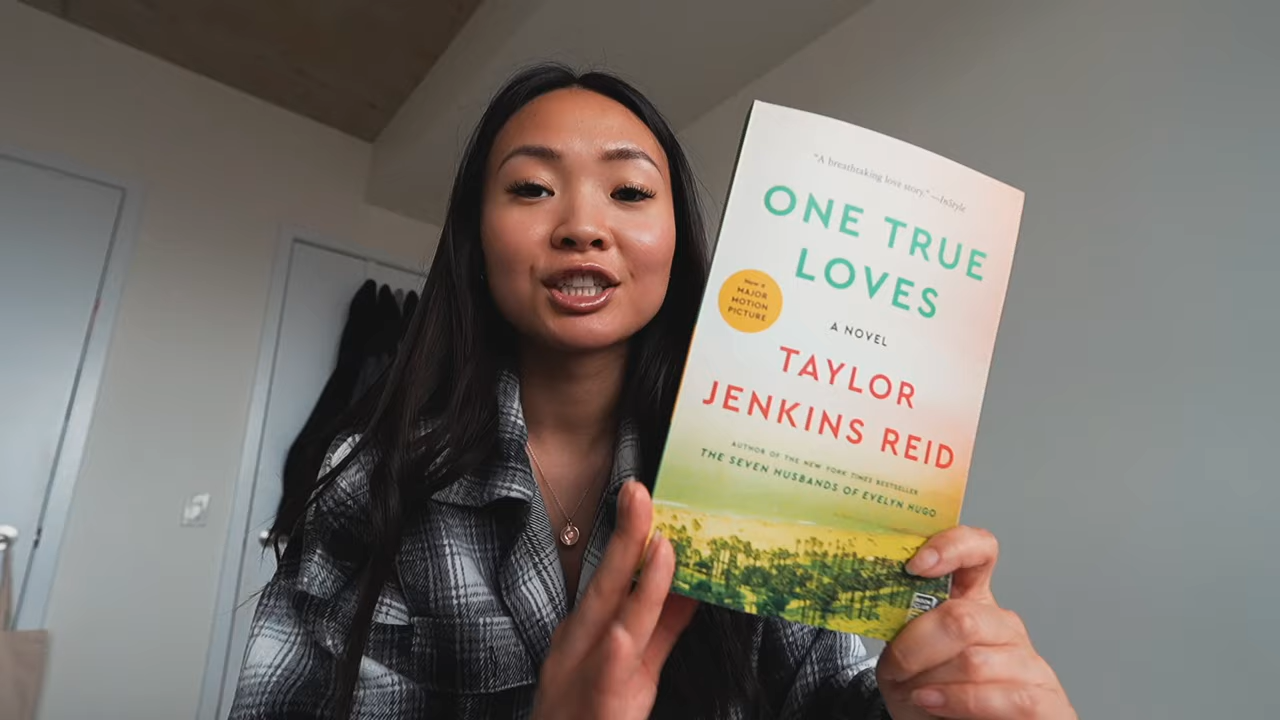 "A breathtaking love story." —InStyle
ONE TRUE
LOVES
Now a
MAJOR
MOTION
PICTURE
A NOVEL
TAYLOR
JENKINS REID
AUTHOR OF THE NEW YORK TIMES BESTSELLER
THE SEVEN HUSBANDS OF EVELYN HUGO